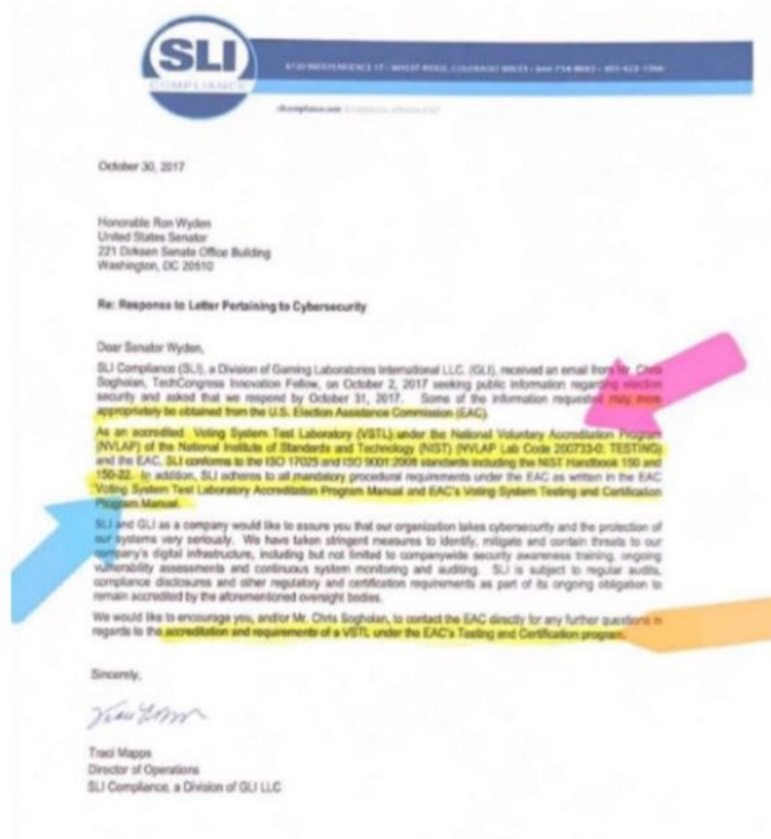 SLI
COMPLIANCE
October 30, 2017
Honorable Ron Wyden
United States Senator
221 Dirksen Senate Office Building
Washington, DC 20510
Re: Response to Letter Pertaining to Cybersecurity
Dear Senator Wyden,
SLI Compliance (SLI), a Division of Gaming Laboratories International LLC. (GLI), received an email from Mr. Chris
Soghoian, TechCongress Innovation Fellow, on October 2, 2017 seeking public information regarding election
security and asked that we respond by October 31, 2017. Some of the information requested may more
appropriately be obtained from the U.S. Election Assistance Commission (EAC).
As an accredited Voting System Test Laboratory (VSTL) under the National Voluntary Accreditation Program
(NVLAP) of the National Institute of Standards and Technology (NIST) (NVLAP Lab Code 200733-0: TESTING)
and the EAC, SLI conforms to the ISO 17025 and ISO 9001:2008 standards including the NIST Handbook 150 and
150-22. In addition, SLI adheres to all mandatory procedural requirements under the EAC as written in the EAC
Voting System Test Laboratory Accreditation Program Manual and EAC's Voting System Testing and Certification
Program Manual.
SLI and GLI as a company would like to assure you that our organization takes cybersecurity and the protection of
our systems very seriously. We have taken stringent measures to identify, mitigate and contain threats to our
company's digital infrastructure, including but not limited to companywide security awareness training, ongoing
vulnerability assessments and continuous system monitoring and auditing. SLI is subject to regular audits,
compliance disclosures and other regulatory and certification requirements as part of its ongoing obligation to
remain accredited by the aforementioned oversight bodies.
We would like to encourage you, and/or Mr. Chris Soghoian, to contact the EAC directly for any further questions in
regards to the accreditation and requirements of a VSTL under the EAC's Testing and Certification program.
Sincerely,
Traci Mapps
Director of Operations
SLI Compliance, a Division of GLI LLC